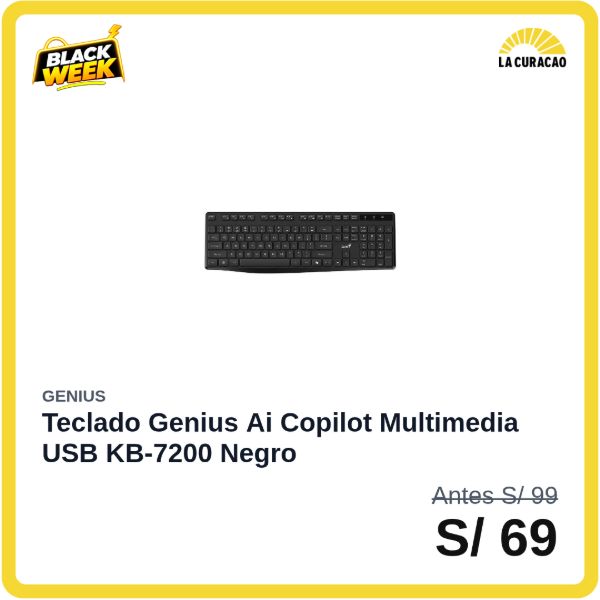 BLACK
WEEK
LA CURACAO
GENIUS
Teclado Genius Ai Copilot Multimedia
USB KB-7200 Negro
Antes S/ 99
S/ 69